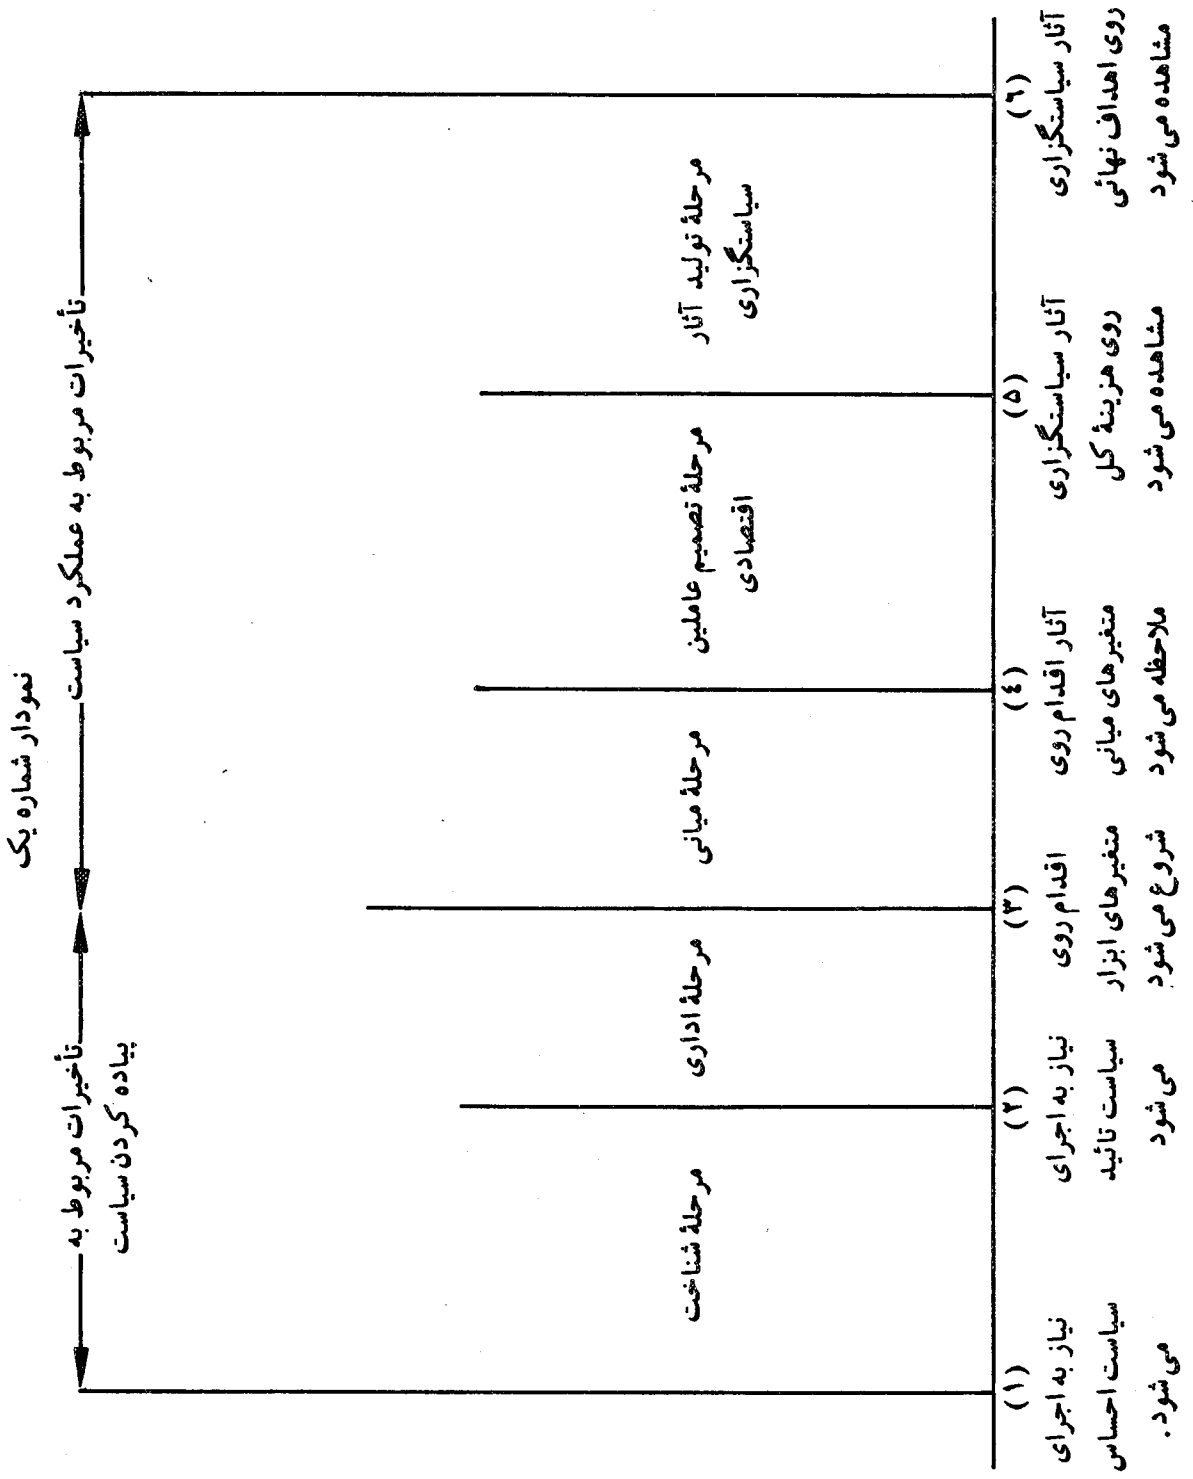 نمودار شماره یک
تأخیرات مربوط به عملکرد سیاست
تأخیرات مربوط به
پیاده کردن سیاست
مرحلهٔ تولید آثار
سیاستگزاری
مرحلهٔ تصمیم عاملین
اقتصادی
مرحلهٔ میانی
مرحلهٔ اداری
مرحلهٔ شناخت
(٦)
آثار سیاستگزاری
روی اهداف نهائی
مشاهده می‌شود
(۵)
آثار سیاستگزاری
روی هزینهٔ کل
مشاهده می‌شود
(٤)
آثار اقدام روی
متغیرهای میانی
ملاحظه می‌شود
(۳)
اقدام روی
متغیرهای ابزار
شروع می‌شود
(۲)
نیاز به اجرای
سیاست تائید
می شود
(۱)
نیاز به اجرای
سیاست احساس
می شود.